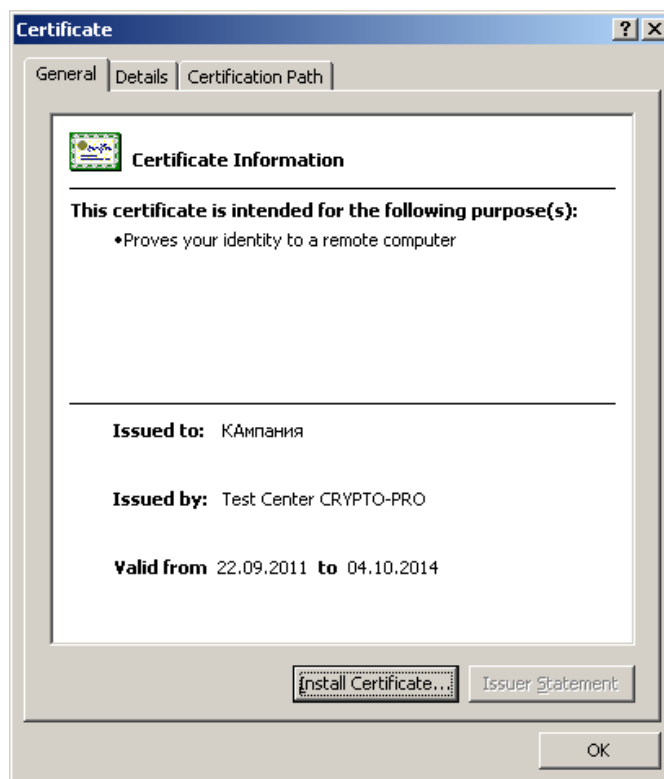 Certificate
General Details Certification Path
Certificate Information
This certificate is intended for the following purpose(s):
•Proves your identity to a remote computer
Issued to: КАмпания
Issued by: Test Center CRYPTO-PRO
Valid from 22.09.2011 to 04.10.2014
Install Certificate... Issuer Statement
OK